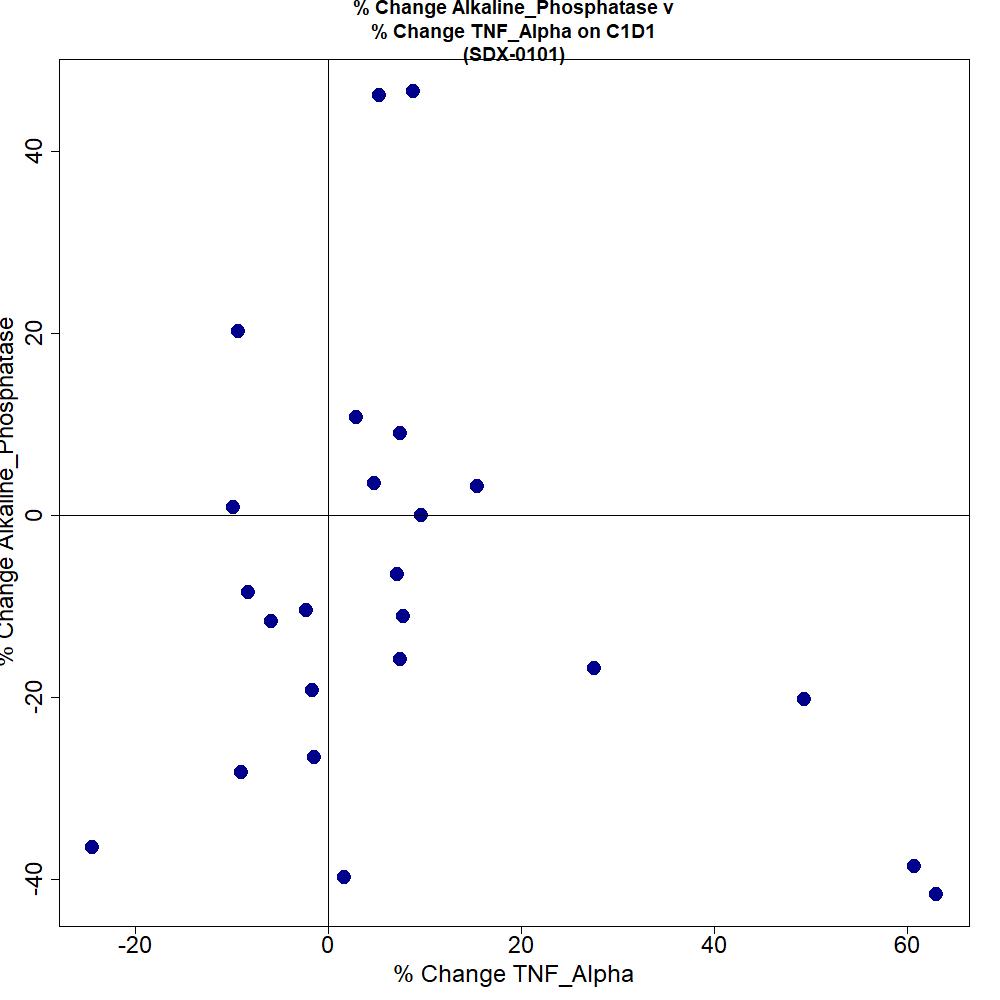 % Change Alkaline_Phosphatase v
% Change TNF_Alpha on C1D1
(SDX-0101)
% Change Alkaline_Phosphatase
40
20
0
-20
-40
-20
0
20
40
60
% Change TNF_Alpha